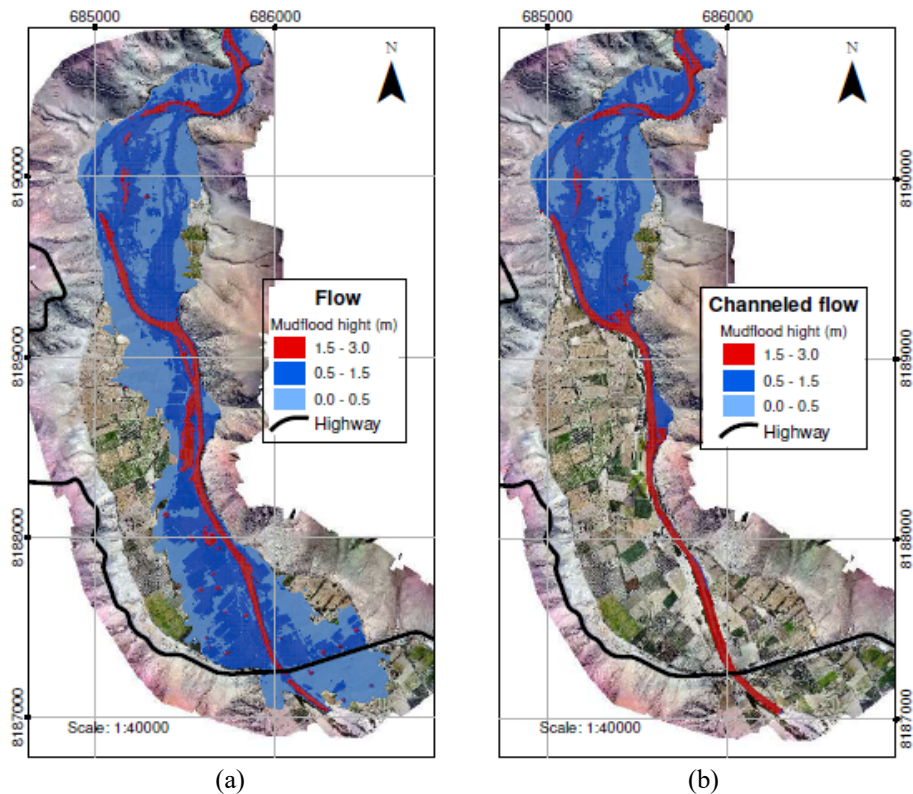 685000 686000
N
8190000
8189000
8188000
8187000
Flow
Mudflood hight (m)
1.5 - 3.0
0.5 - 1.5
0.0 - 0.5
Highway
Scale: 1:40000
(a)
685000 686000
N
8190000
8189000
8188000
8187000
Channeled flow
Mudflood hight (m)
1.5 - 3.0
0.5 - 1.5
0.0 - 0.5
Highway
Scale: 1:40000
(b)